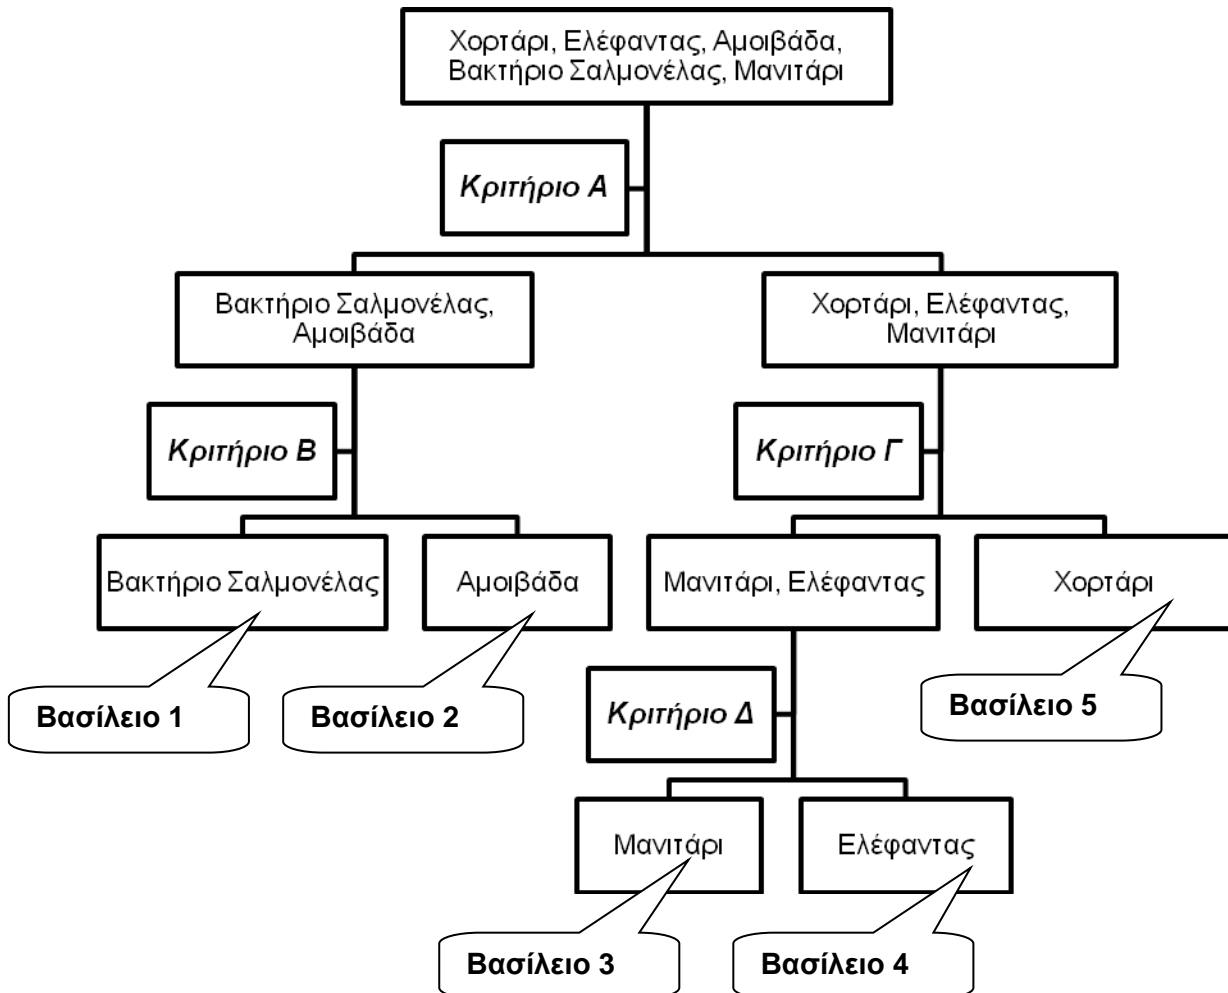 Χορτάρι, Ελέφαντας, Αμοιβάδα,
Βακτήριο Σαλμονέλας, Μανιτάρι
Κριτήριο Α
Βακτήριο Σαλμονέλας,
Αμοιβάδα
Χορτάρι, Ελέφαντας,
Μανιτάρι
Κριτήριο Β
Κριτήριο Γ
Βακτήριο Σαλμονέλας
Αμοιβάδα
Μανιτάρι, Ελέφαντας
Χορτάρι
Βασίλειο 1
Βασίλειο 2
Κριτήριο Δ
Βασίλειο 5
Μανιτάρι
Ελέφαντας
Βασίλειο 3
Βασίλειο 4